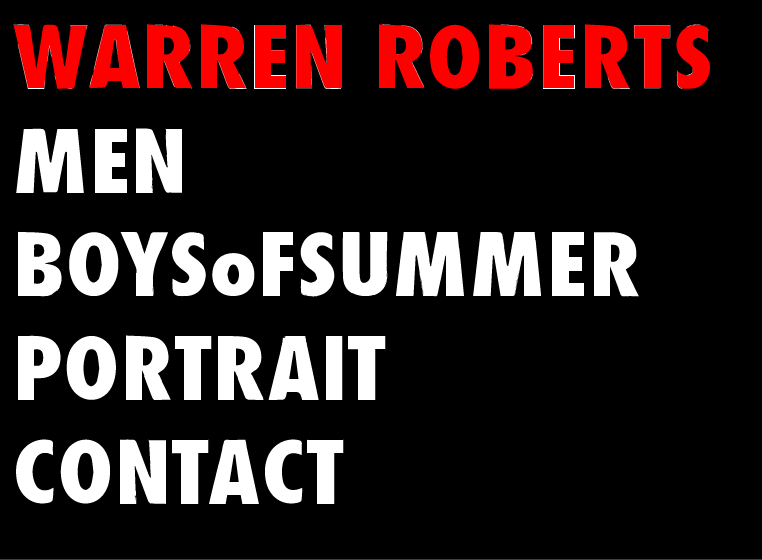 WARREN ROBERTS
MEN
BOYSoFSUMMER
PORTRAIT
CONTACT